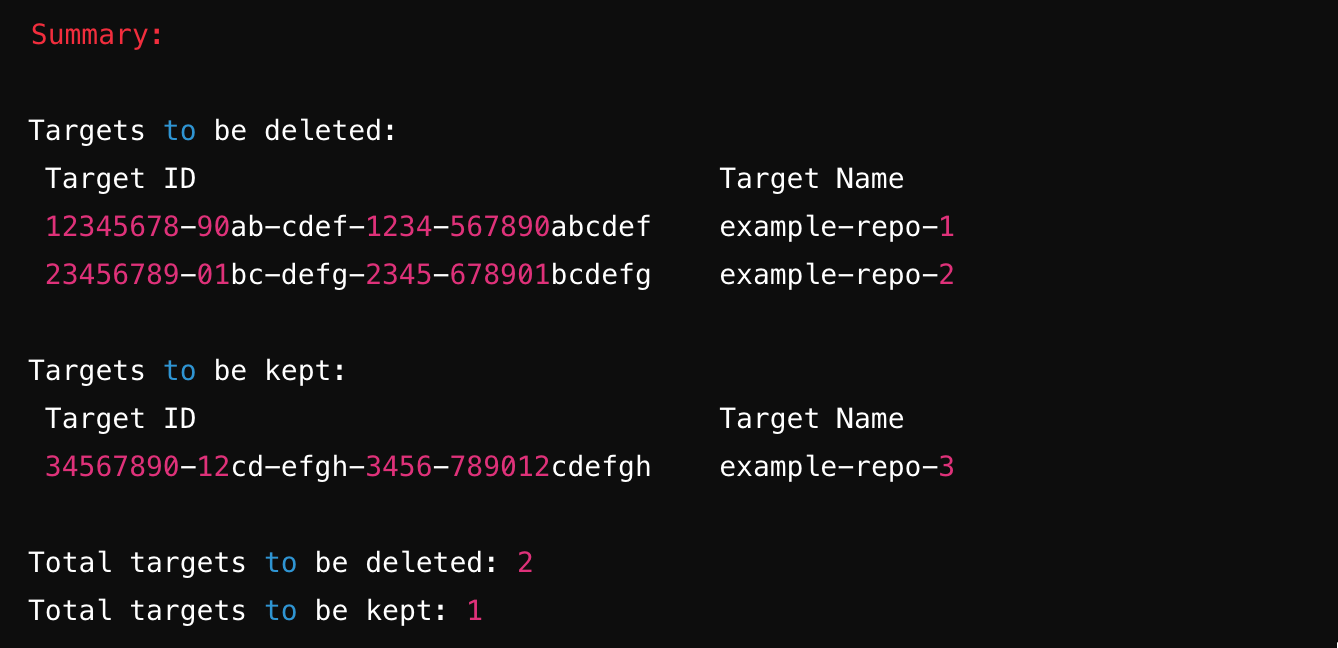 Summary:
Targets to be deleted:
Target ID Target Name
12345678-90ab-cdef-1234-567890abcdef example-repo-1
23456789-01bc-defg-2345-678901bcdefg example-repo-2
Targets to be kept:
Target ID Target Name
34567890-12cd-efgh-3456-789012cdefgh example-repo-3
Total targets to be deleted: 2
Total targets to be kept: 1